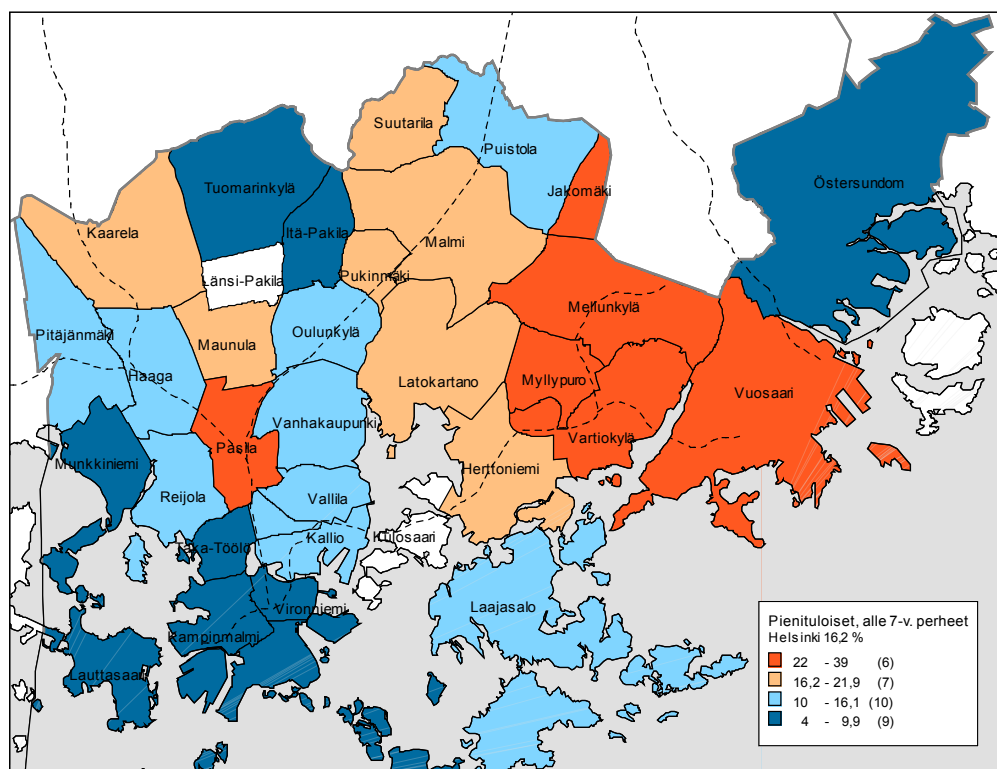 Suutarila
Puistola
Tuomarinkylä
Jakomäki
Östersundom
Kaarela
Itä-Pakila
Malmi
Länsi-Pakila
Pukinmäki
Mellunkylä
Pitäjänmäki
Oulunkylä
Maunula
Haaga
Latokartano
Myllypuro
Vuosaari
Vanhakaupunki
Pasila
Vartiokylä
Munkkiniemi
Herttoniemi
Reijola
Vallila
Kallio
Kulosaari
Taka-Töölö
Vironniemi
Laajasalo
Kampinmalmi
Lauttasaari
Pienituloiset, alle 7-v. perheet
Helsinki 16,2 %
22 - 39 (6)
16,2 - 21,9 (7)
10 - 16,1 (10)
4 - 9,9 (9)